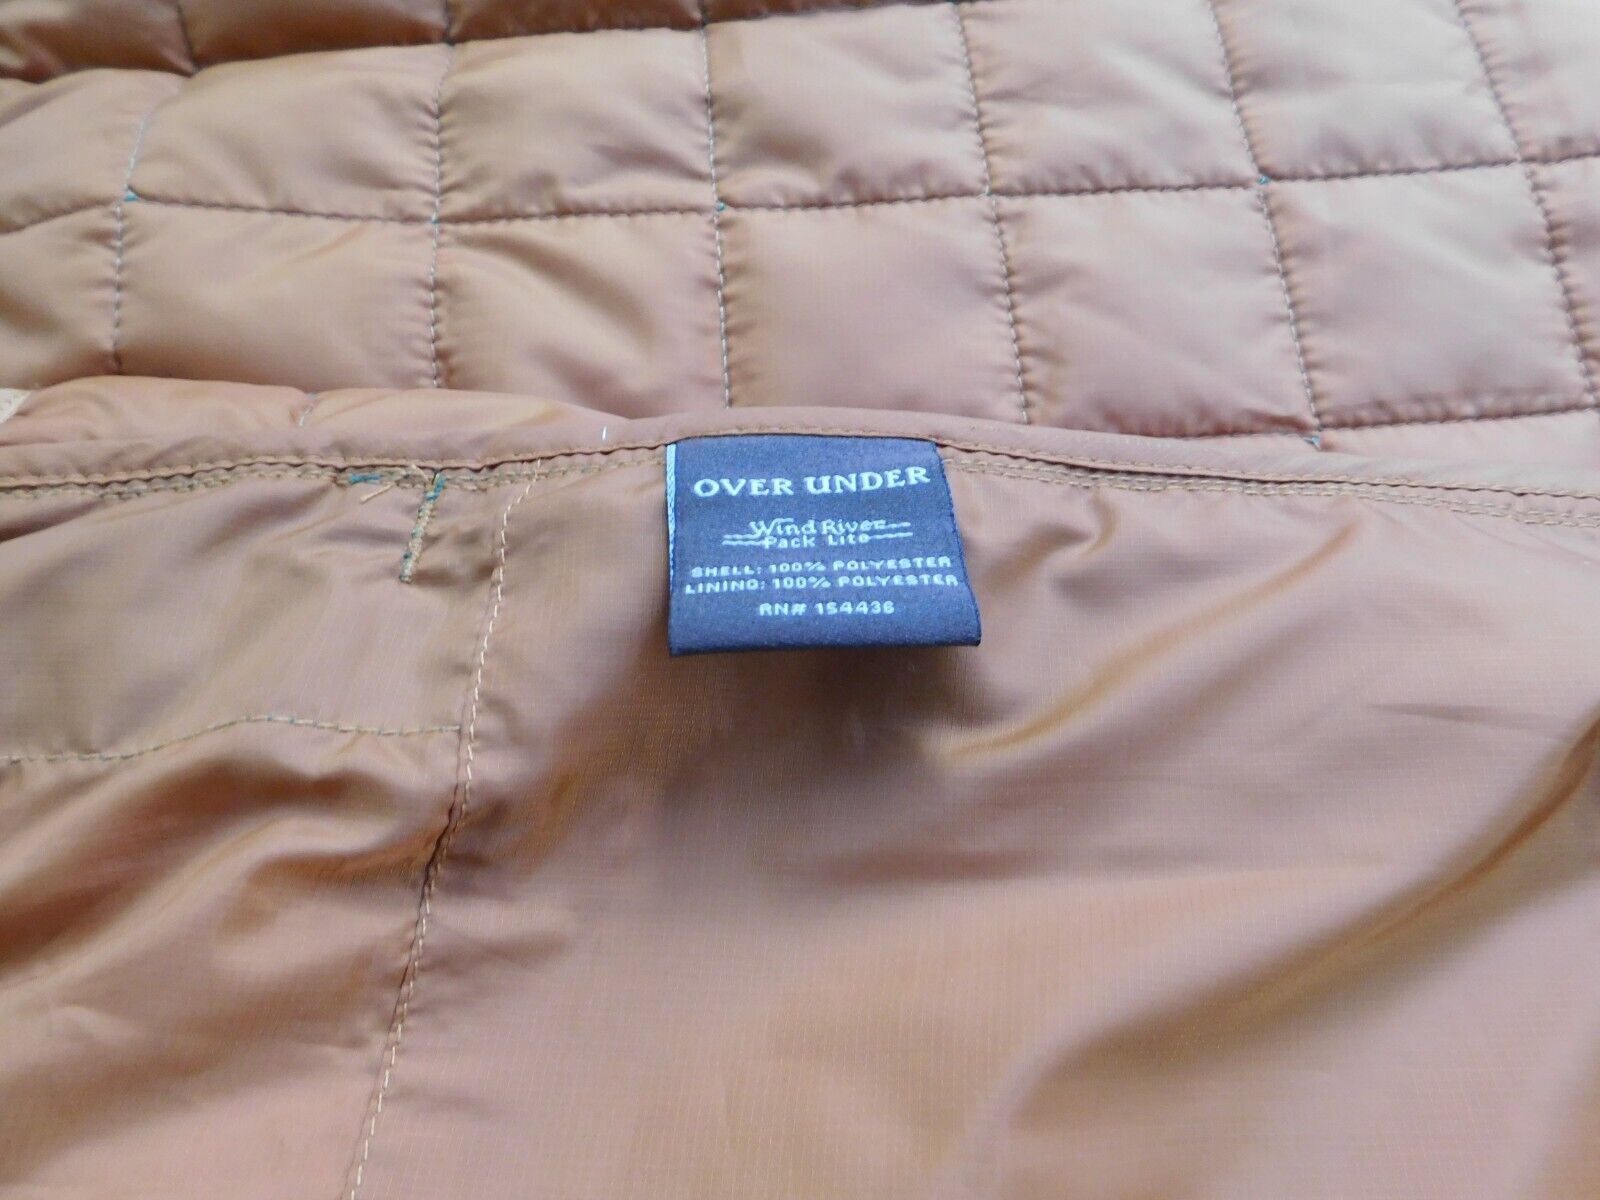 OVER UNDER
Wind River
Pack Lite
SHELL: 100% POLYESTER
LINING: 100% POLYESTER
RN# 154436